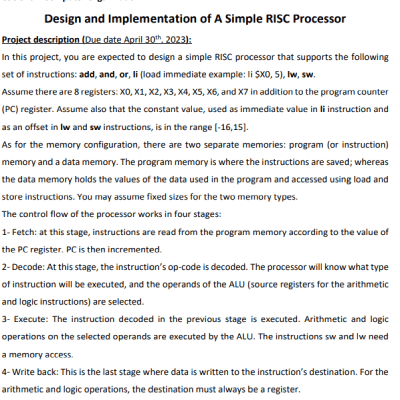 Design and Implementation of A Simple RISC Processor
Project description (Due date April 30th, 2023):
In this project, you are expected to design a simple RISC processor that supports the following
set of instructions: add, and, or, li (load immediate example: li $X0, 5), lw, sw.
Assume there are 8 registers: X0, X1, X2, X3, X4, X5, X6, and X7 in addition to the program counter
(PC) register. Assume also that the constant value, used as immediate value in li instruction and
as an offset in lw and sw instructions, is in the range [-16,15].
As for the memory configuration, there are two separate memories: program (or instruction)
memory and a data memory. The program memory is where the instructions are saved; whereas
the data memory holds the values of the data used in the program and accessed using load and
store instructions. You may assume fixed sizes for the two memory types.
The control flow of the processor works in four stages:
1- Fetch: at this stage, instructions are read from the program memory according to the value of
the PC register. PC is then incremented.
2- Decode: At this stage, the instruction's op-code is decoded. The processor will know what type
of instruction will be executed, and the operands of the ALU (source registers for the arithmetic
and logic instructions) are selected.
3- Execute: The instruction decoded in the previous stage is executed. Arithmetic and logic
operations on the selected operands are executed by the ALU. The instructions sw and lw need
a memory access.
4- Write back: This is the last stage where data is written to the instruction's destination. For the
arithmetic and logic operations, the destination must always be a register.